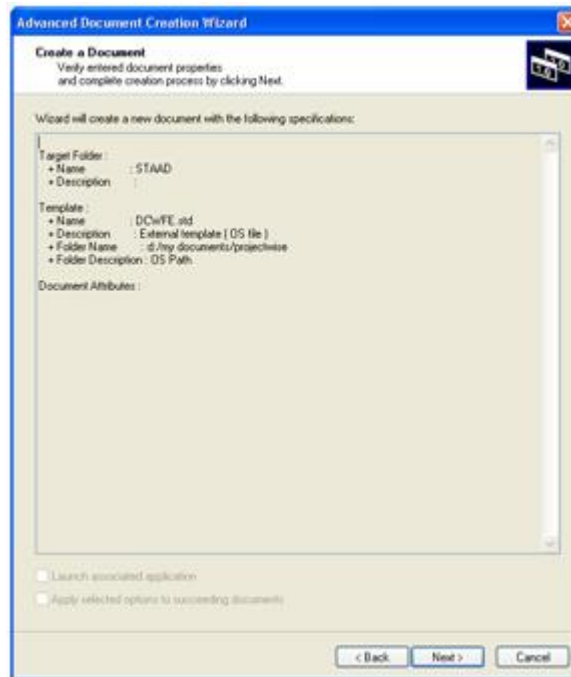 Advanced Document Creation Wizard
Create a Document
Verify entered document properties
and complete creation process by clicking Next.
Wizard will create a new document with the following specifications:
Target Folder :
+ Name : STAAD
+ Description :
Template :
+ Name : DCwFE.std
+ Description : External template ( OS file )
+ Folder Name : d:/my documents/projectwise
+ Folder Description : OS Path
Document Attributes :
Launch associated application
Apply selected options to succeeding documents
< Back Next > Cancel